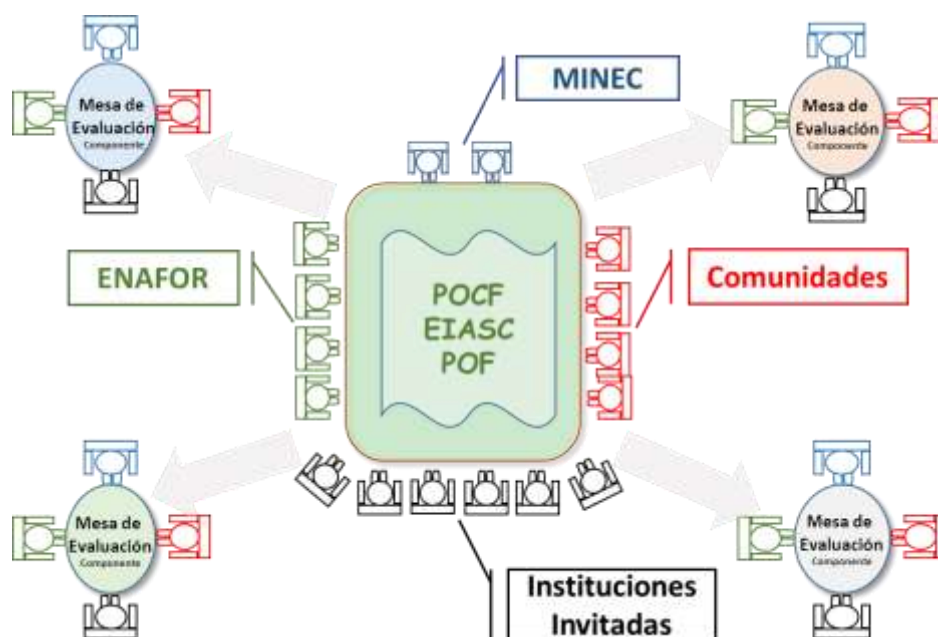 MINEC
Mesa de
Evaluación
Componente
Mesa de
Evaluación
Componente
ENAFOR
Comunidades
POCF
EIASC
POF
Mesa de
Evaluación
Componente
Mesa de
Evaluación
Componente
Instituciones
Invitadas